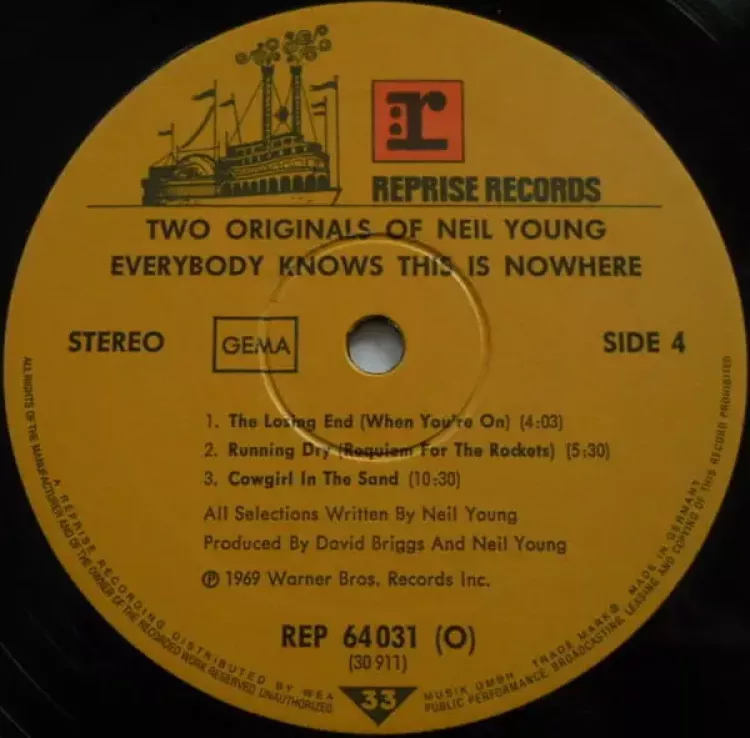 r:
REPRISE RECORDS
TWO ORIGINALS OF NEIL YOUNG
EVERYBODY KNOWS THIS IS NOWHERE
STEREO
GEMA
SIDE 4
1. The Losing End (When You're On) (4:03)
2. Running Dry (Requiem For The Rockets) (5:30)
3. Cowgirl In The Sand (10:30)
All Selections Written By Neil Young
Produced By David Briggs And Neil Young
Ⓟ 1969 Warner Bros. Records Inc.
REP 64031 (O)
(30 911)
33
A REPRISE RECORDING DISTRIBUTED BY WEA MUSIK GMBH. TRADE MARK® MADE IN GERMANY
ALL RIGHTS OF THE MANUFACTURER AND OF THE OWNER OF THE RECORDED WORK RESERVED UNAUTHORIZED PUBLIC PERFORMANCE, BROADCASTING, LEASING AND COPYING OF THIS RECORD PROHIBITED